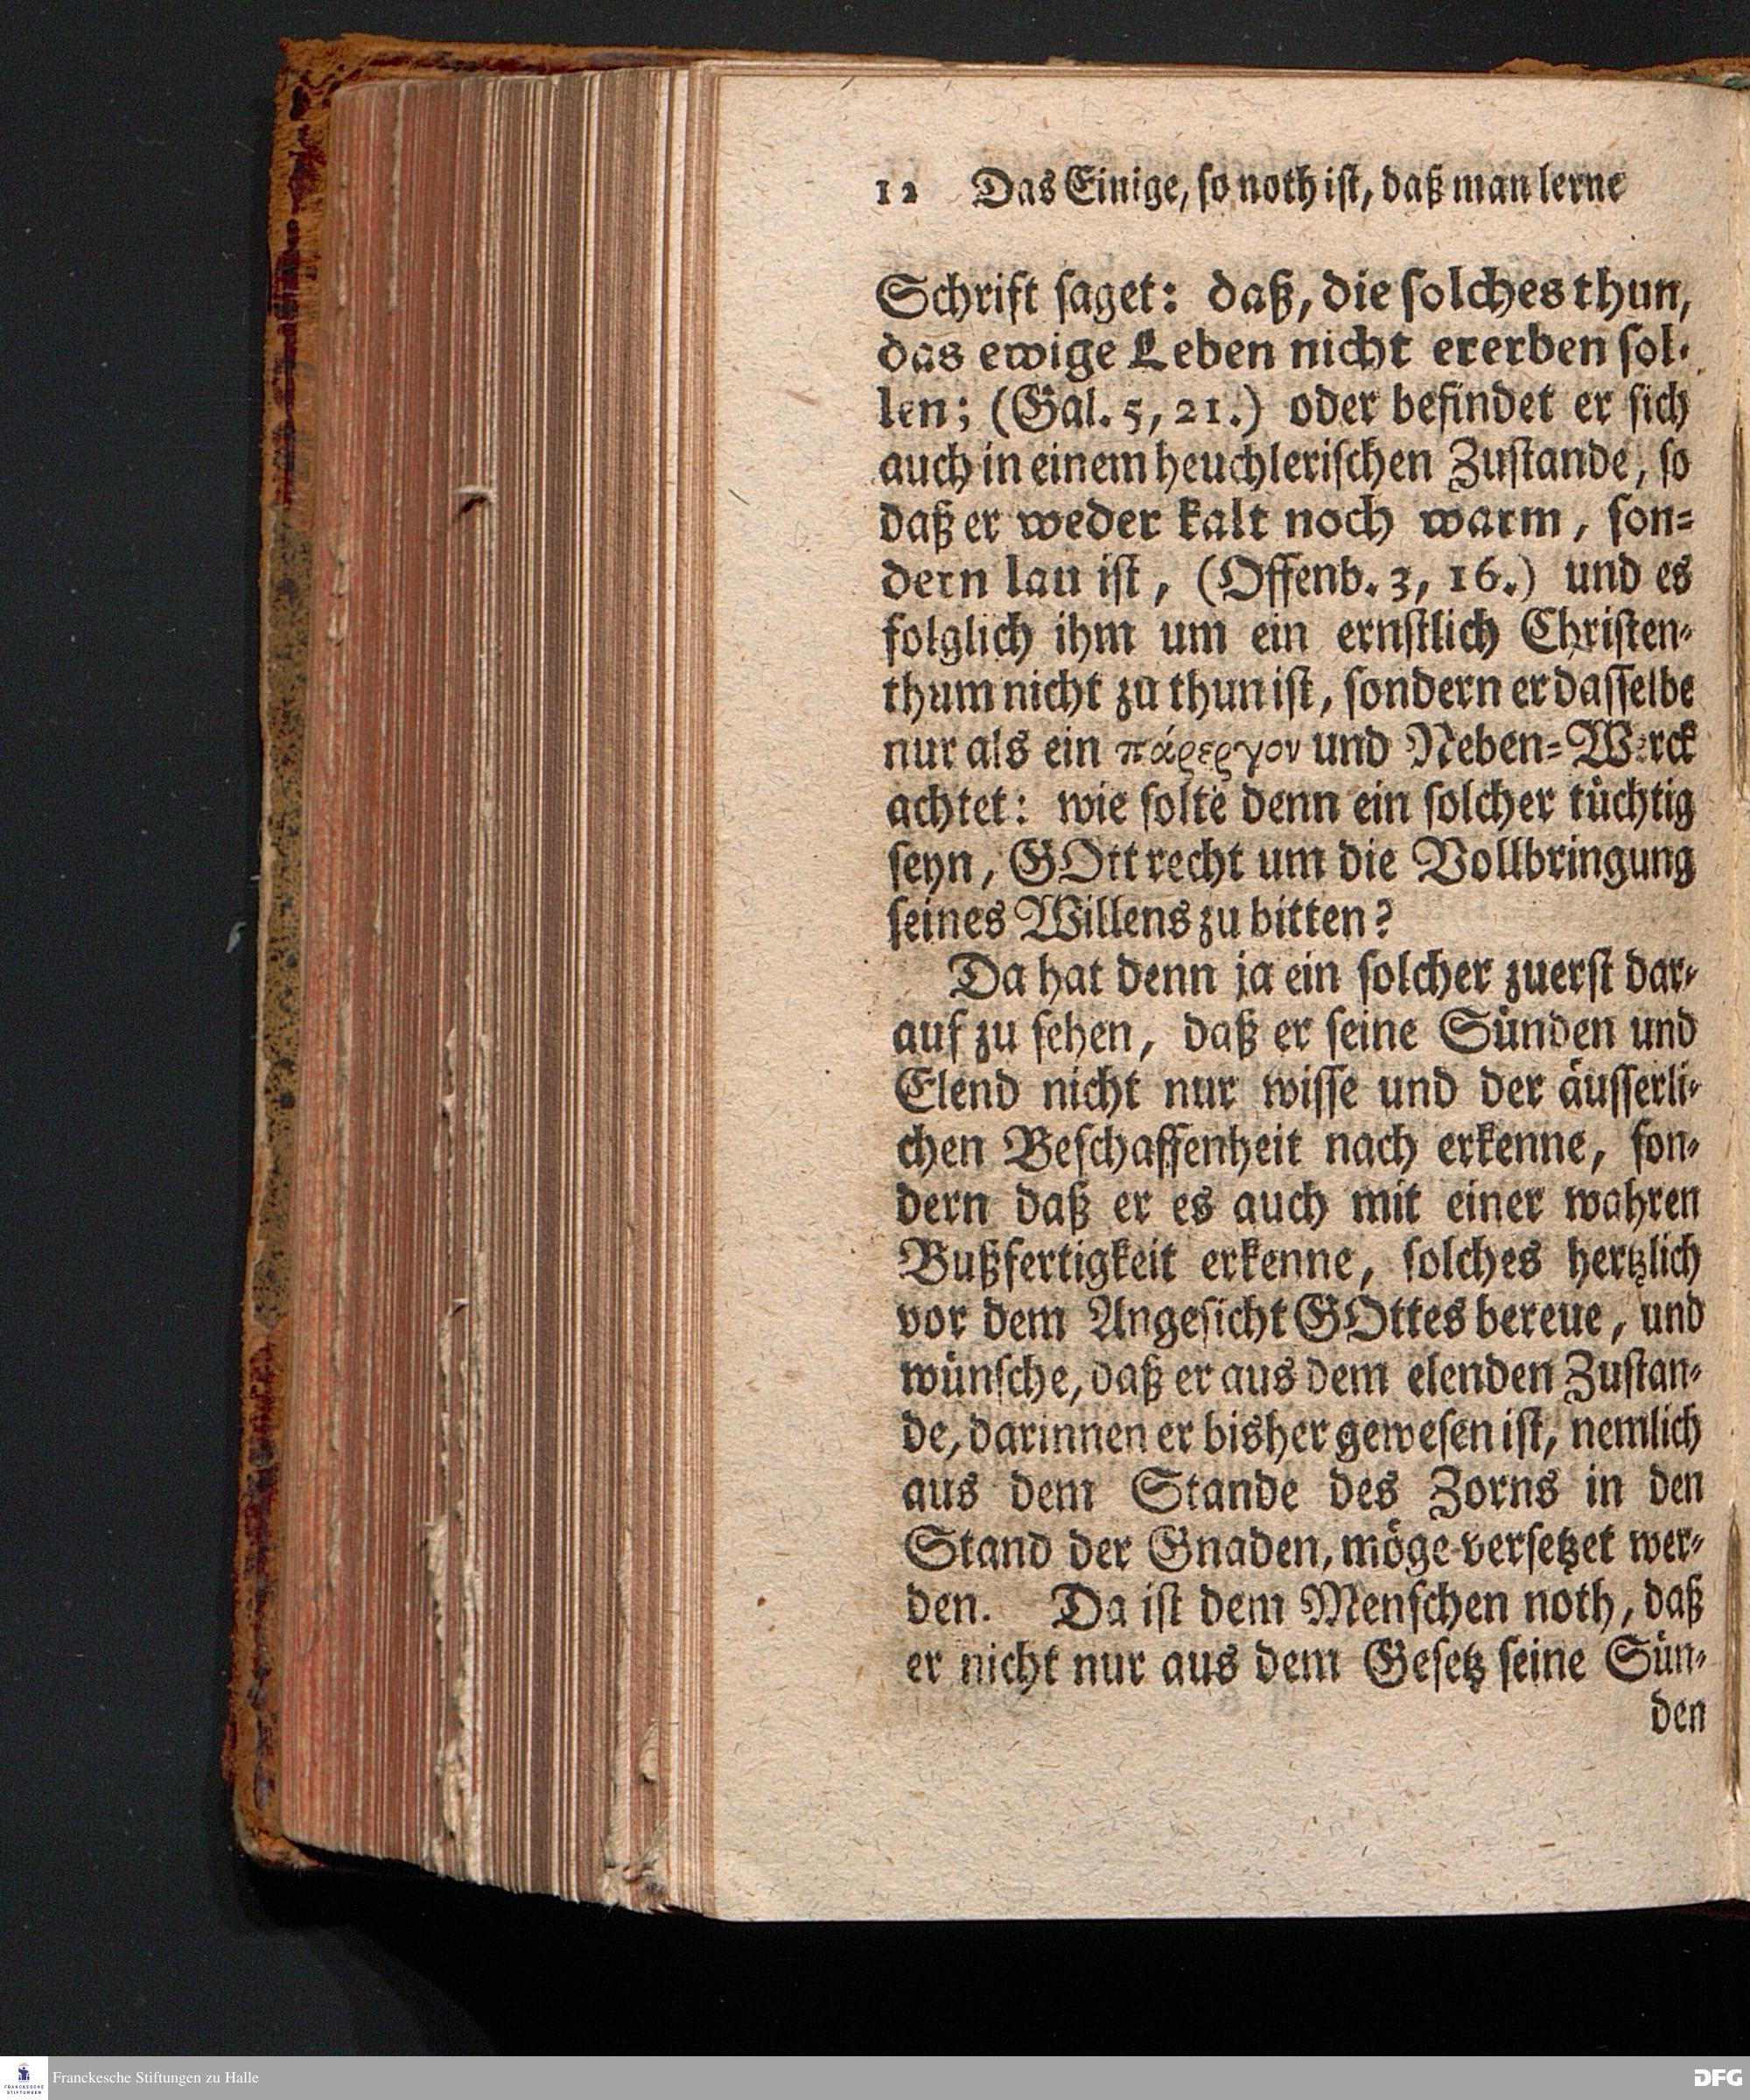 12 Das Einige, so noth ist, daß man lerne
Schrift saget: daß, die solches thun,
das ewige Leben nicht ererben sol-
len; (Gal. 5, 21.) oder befindet er sich
auch in einem heuchlerischen Zustande, so
daß er weder kalt noch warm, son-
dern lau ist, (Offenb. 3, 16.) und es
folglich ihm um ein ernstlich Christen-
thum nicht zu thun ist, sondern er dasselbe
nur als ein πάρεργον und Neben-Werck
achtet: wie solte denn ein solcher tüchtig
seyn, GOtt recht um die Vollbringung
seines Willens zu bitten?
Da hat denn ja ein solcher zuerst dar-
auf zu sehen, daß er seine Sünden und
Elend nicht nur wisse und der äusserli-
chen Beschaffenheit nach erkenne, son-
dern daß er es auch mit einer wahren
Bußfertigkeit erkenne, solches hertzlich
vor dem Angesicht GOttes bereue, und
wünsche, daß er aus dem elenden Zustan-
de, darinnen er bisher gewesen ist, nemlich
aus dem Stande des Zorns in den
Stand der Gnaden, möge versetzet wer-
den. Da ist dem Menschen noth, daß
er nicht nur aus dem Gesetz seine Sün-
den
FRANCKESCHE
STIFTUNGEN
Franckesche Stiftungen zu Halle
DFG